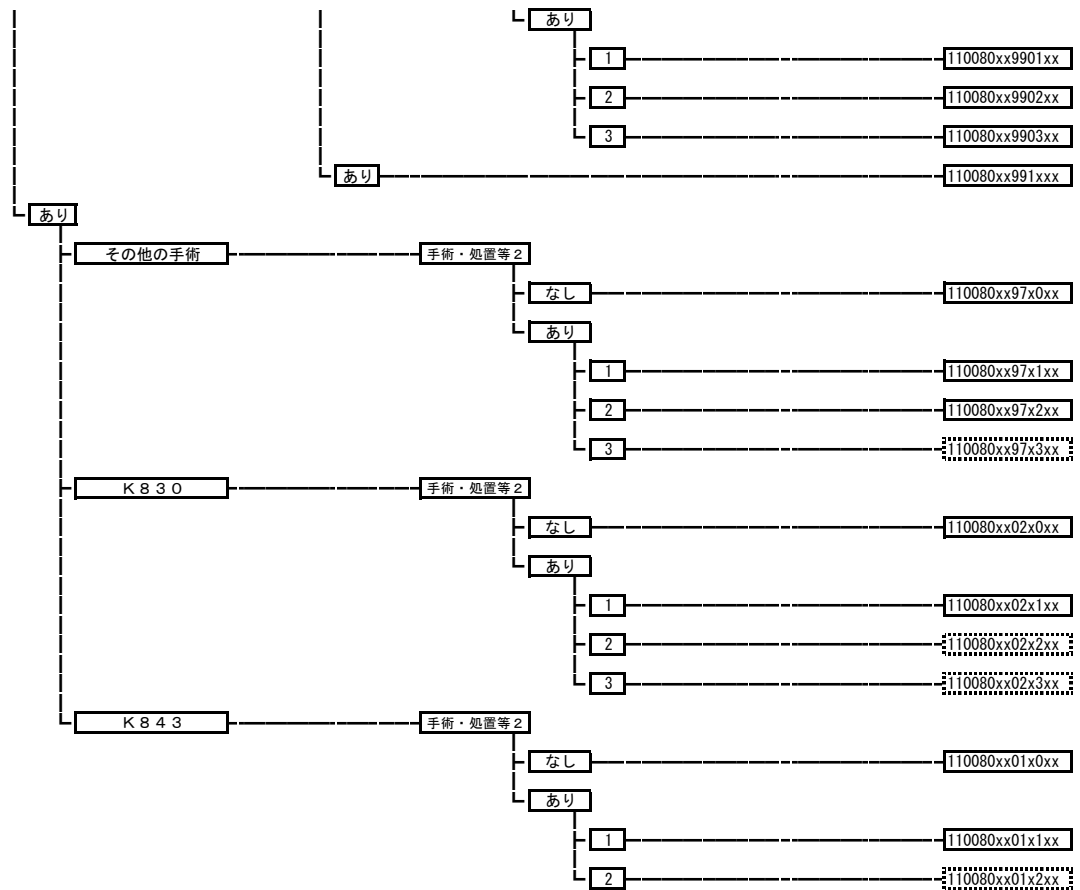 あり
1 110080xx9901xx
2 110080xx9902xx
3 110080xx9903xx
あり 110080xx991xxx
あり
その他の手術 手術・処置等2
なし 110080xx97x0xx
あり
1 110080xx97x1xx
2 110080xx97x2xx
3 110080xx97x3xx
K830 手術・処置等2
なし 110080xx02x0xx
あり
1 110080xx02x1xx
2 110080xx02x2xx
3 110080xx02x3xx
K843 手術・処置等2
なし 110080xx01x0xx
あり
1 110080xx01x1xx
2 110080xx01x2xx